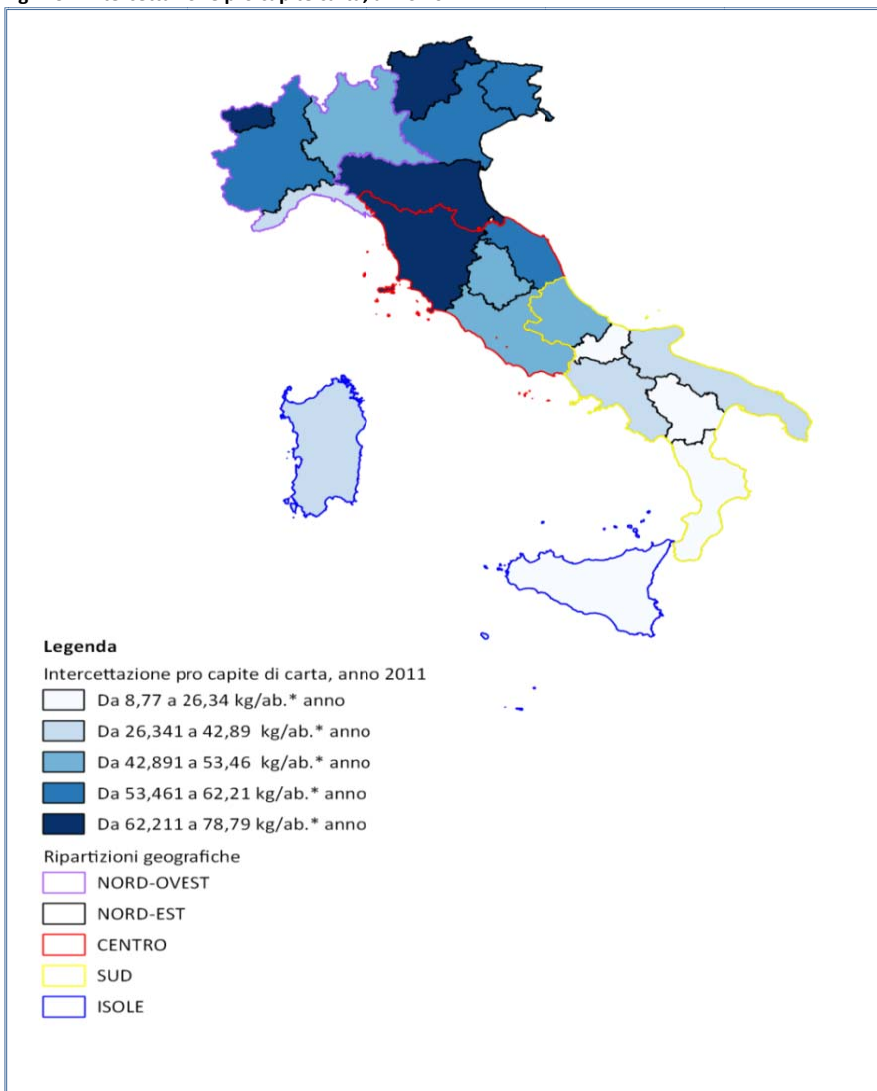 Legenda
Intercettazione pro capite di carta, anno 2011
Da 8,77 a 26,34 kg/ab.* anno
Da 26,341 a 42,89 kg/ab.* anno
Da 42,891 a 53,46 kg/ab.* anno
Da 53,461 a 62,21 kg/ab.* anno
Da 62,211 a 78,79 kg/ab.* anno
Ripartizioni geografiche
NORD-OVEST
NORD-EST
CENTRO
SUD
ISOLE